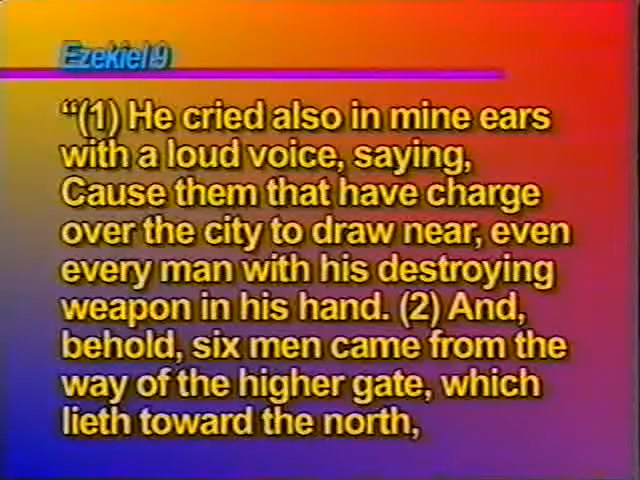 Ezekiel 9
“(1) He cried also in mine ears
with a loud voice, saying,
Cause them that have charge
over the city to draw near, even
every man with his destroying
weapon in his hand. (2) And,
behold, six men came from the
way of the higher gate, which
lieth toward the north,